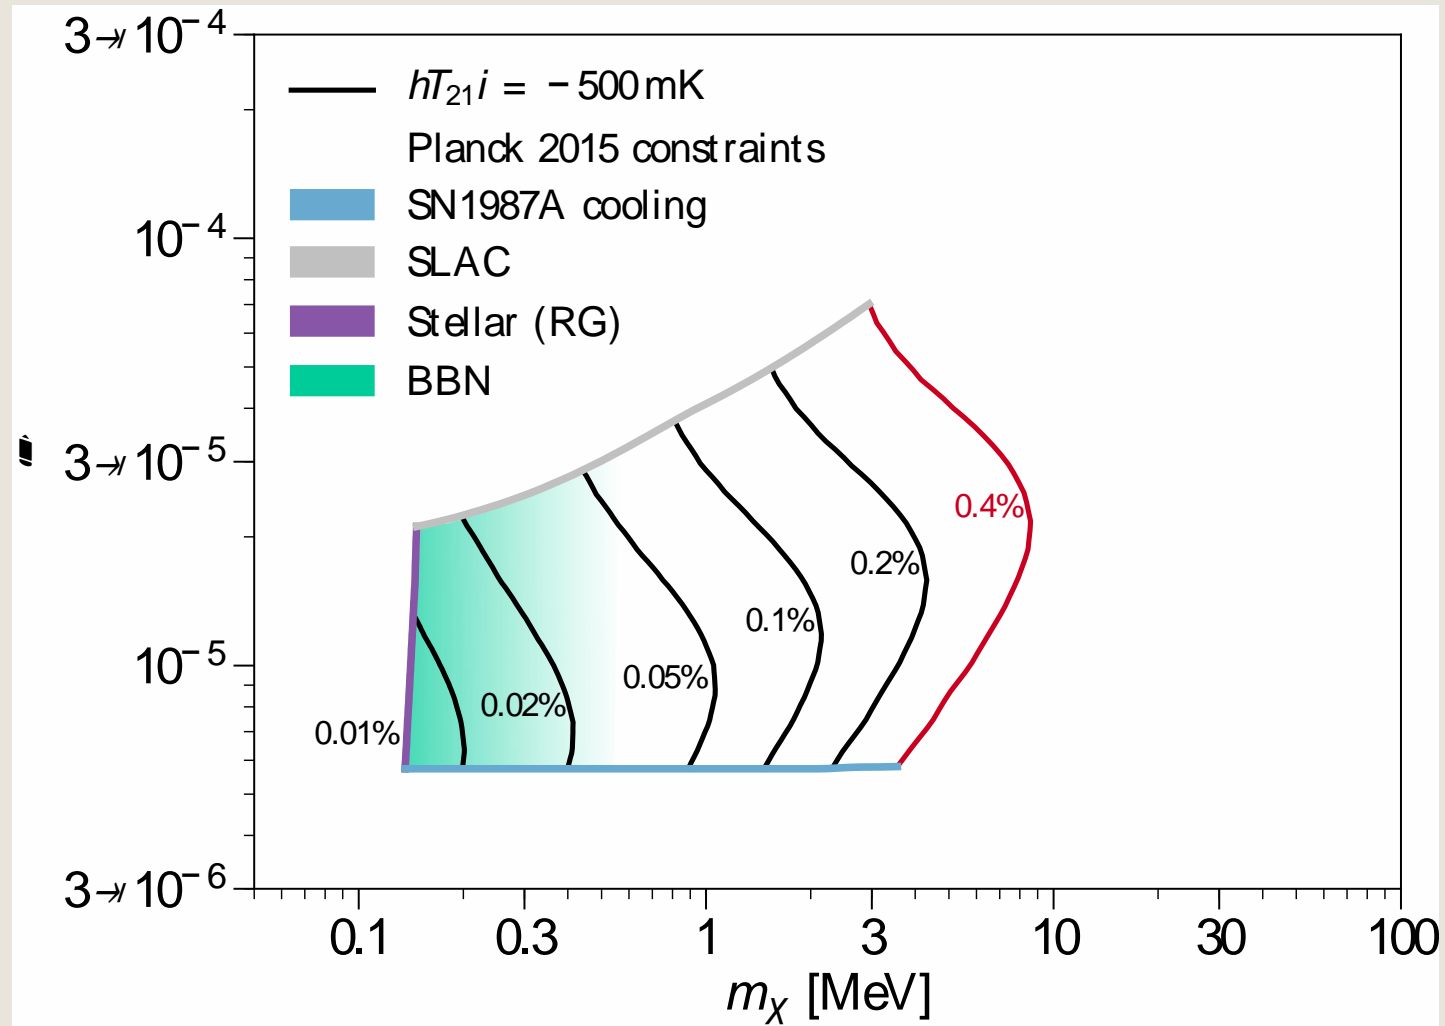 3 10⁻⁴
hT₂₁i = −500mK
Planck 2015 constraints
SN1987A cooling
10⁻⁴
SLAC
Stellar (RG)
BBN
3 10⁻⁵
0.4%
0.2%
0.1%
10⁻⁵
0.05%
0.02%
0.01%
3 10⁻⁶
0.1 0.3 1 3 10 30 100
mχ [MeV]